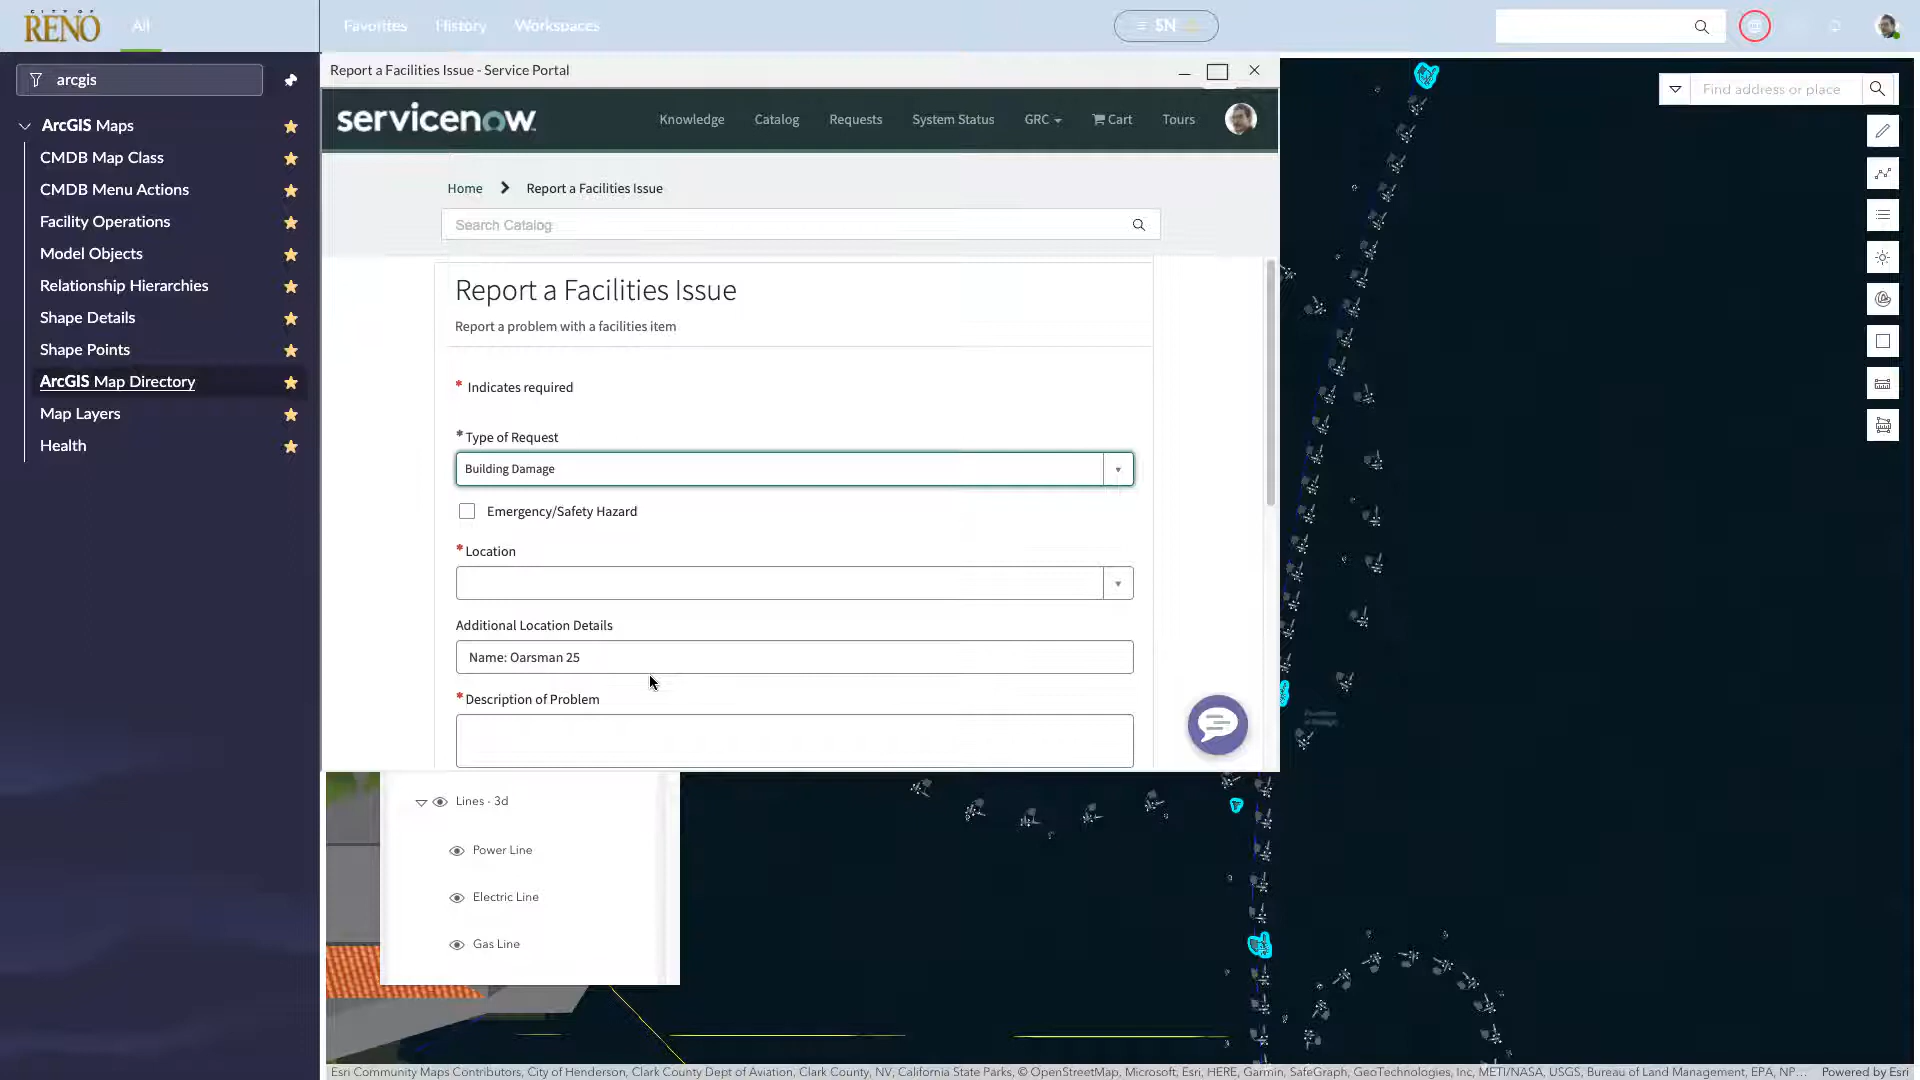 CITY OF
RENO
All
Favorites
History
Workspaces
SN
arcgis
ArcGIS Maps
CMDB Map Class
CMDB Menu Actions
Facility Operations
Model Objects
Relationship Hierarchies
Shape Details
Shape Points
ArcGIS Map Directory
Map Layers
Health
Report a Facilities Issue - Service Portal
servicenow
Knowledge
Catalog
Requests
System Status
GRC
Cart
Tours
Home
Report a Facilities Issue
Search Catalog
Report a Facilities Issue
Report a problem with a facilities item
* Indicates required
* Type of Request
Building Damage
Emergency/Safety Hazard
* Location
Additional Location Details
Name: Oarsman 25
* Description of Problem
Find address or place
Lines - 3d
Power Line
Electric Line
Gas Line
Esri Community Maps Contributors, City of Henderson, Clark County Dept of Aviation, Clark County, NV, California State Parks, © OpenStreetMap, Microsoft, Esri, HERE, Garmin, SafeGraph, GeoTechnologies, Inc, METI/NASA, USGS, Bureau of Land Management, EPA, NP...
Powered by Esri